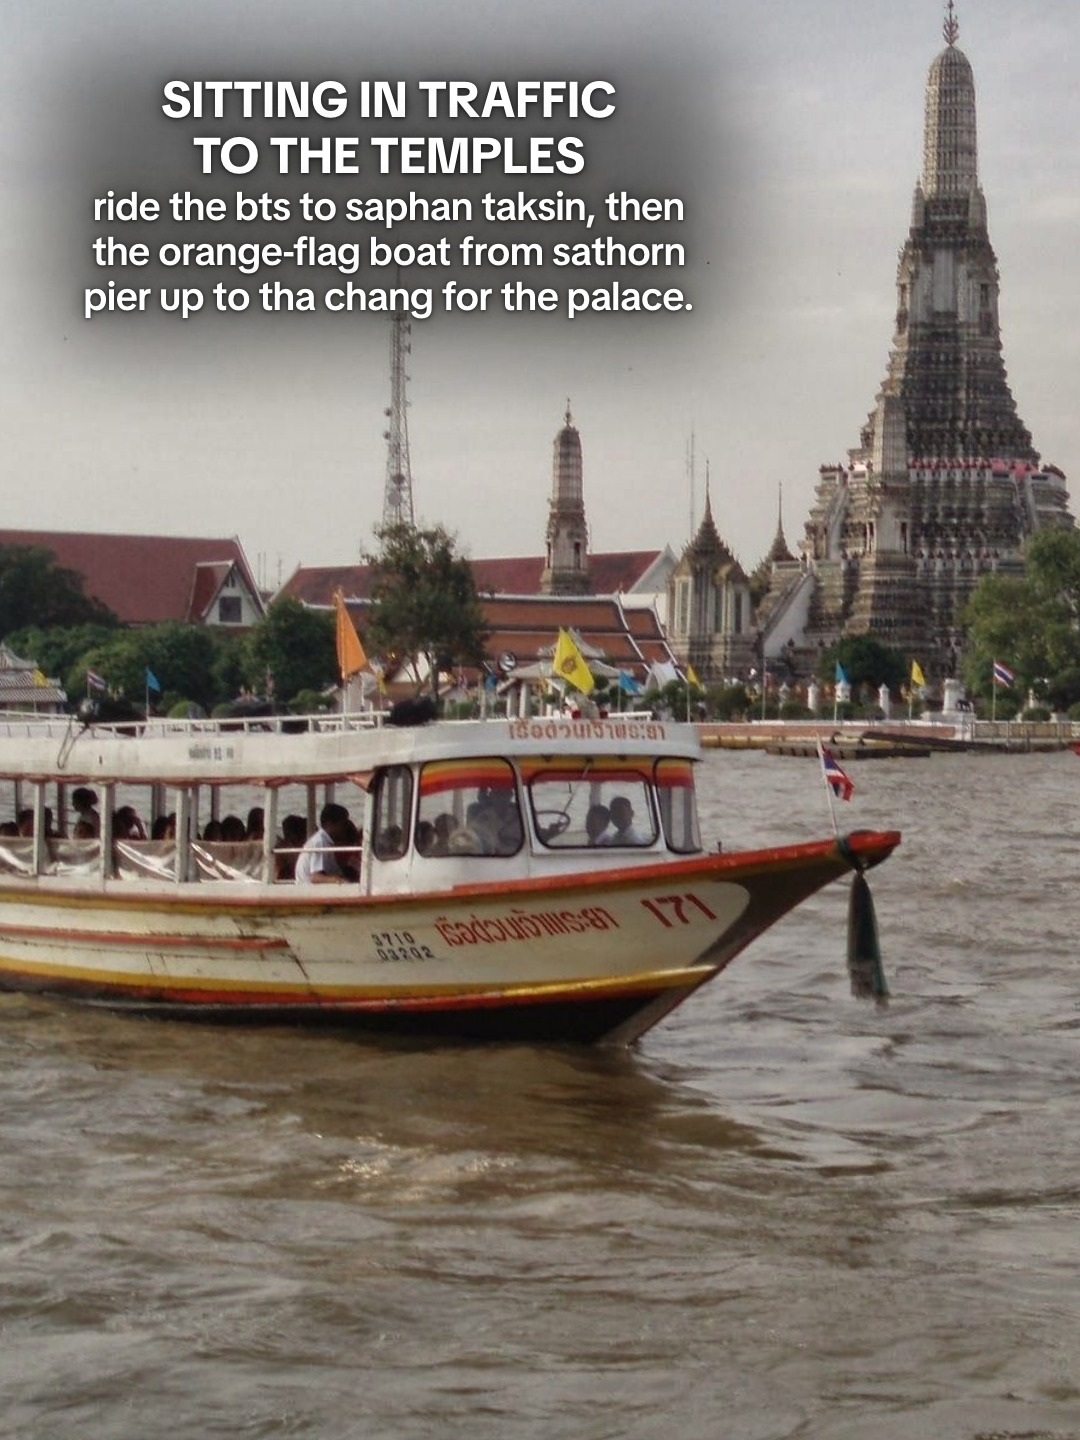 SITTING IN TRAFFIC
TO THE TEMPLES
ride the bts to saphan taksin, then
the orange-flag boat from sathorn
pier up to tha chang for the palace.
เรือด่วนเจ้าพระยา
เรือด่วนเจ้าพระยา 171
3710
03202